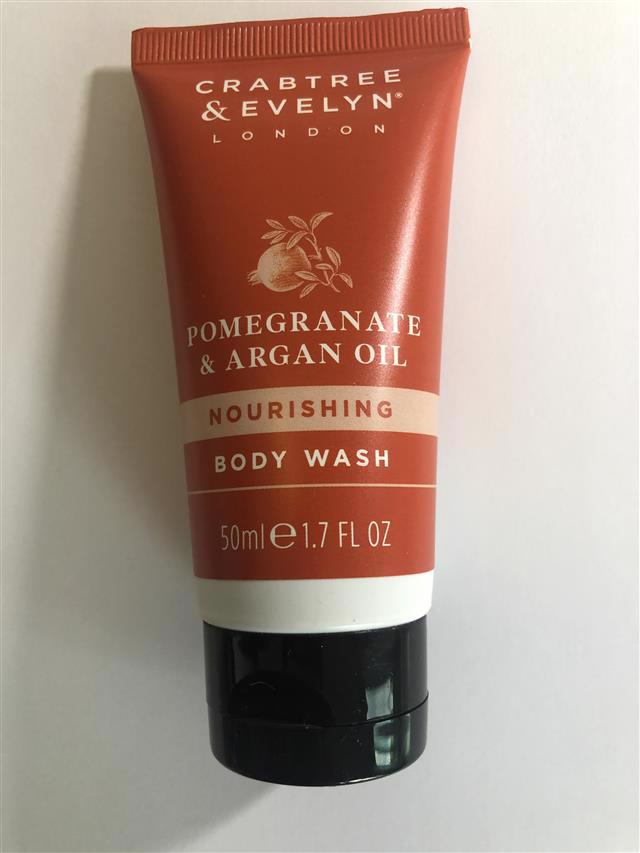 CRABTREE
& EVELYN®
LONDON
POMEGRANATE
& ARGAN OIL
NOURISHING
BODY WASH
50ml℮1.7 FL OZ